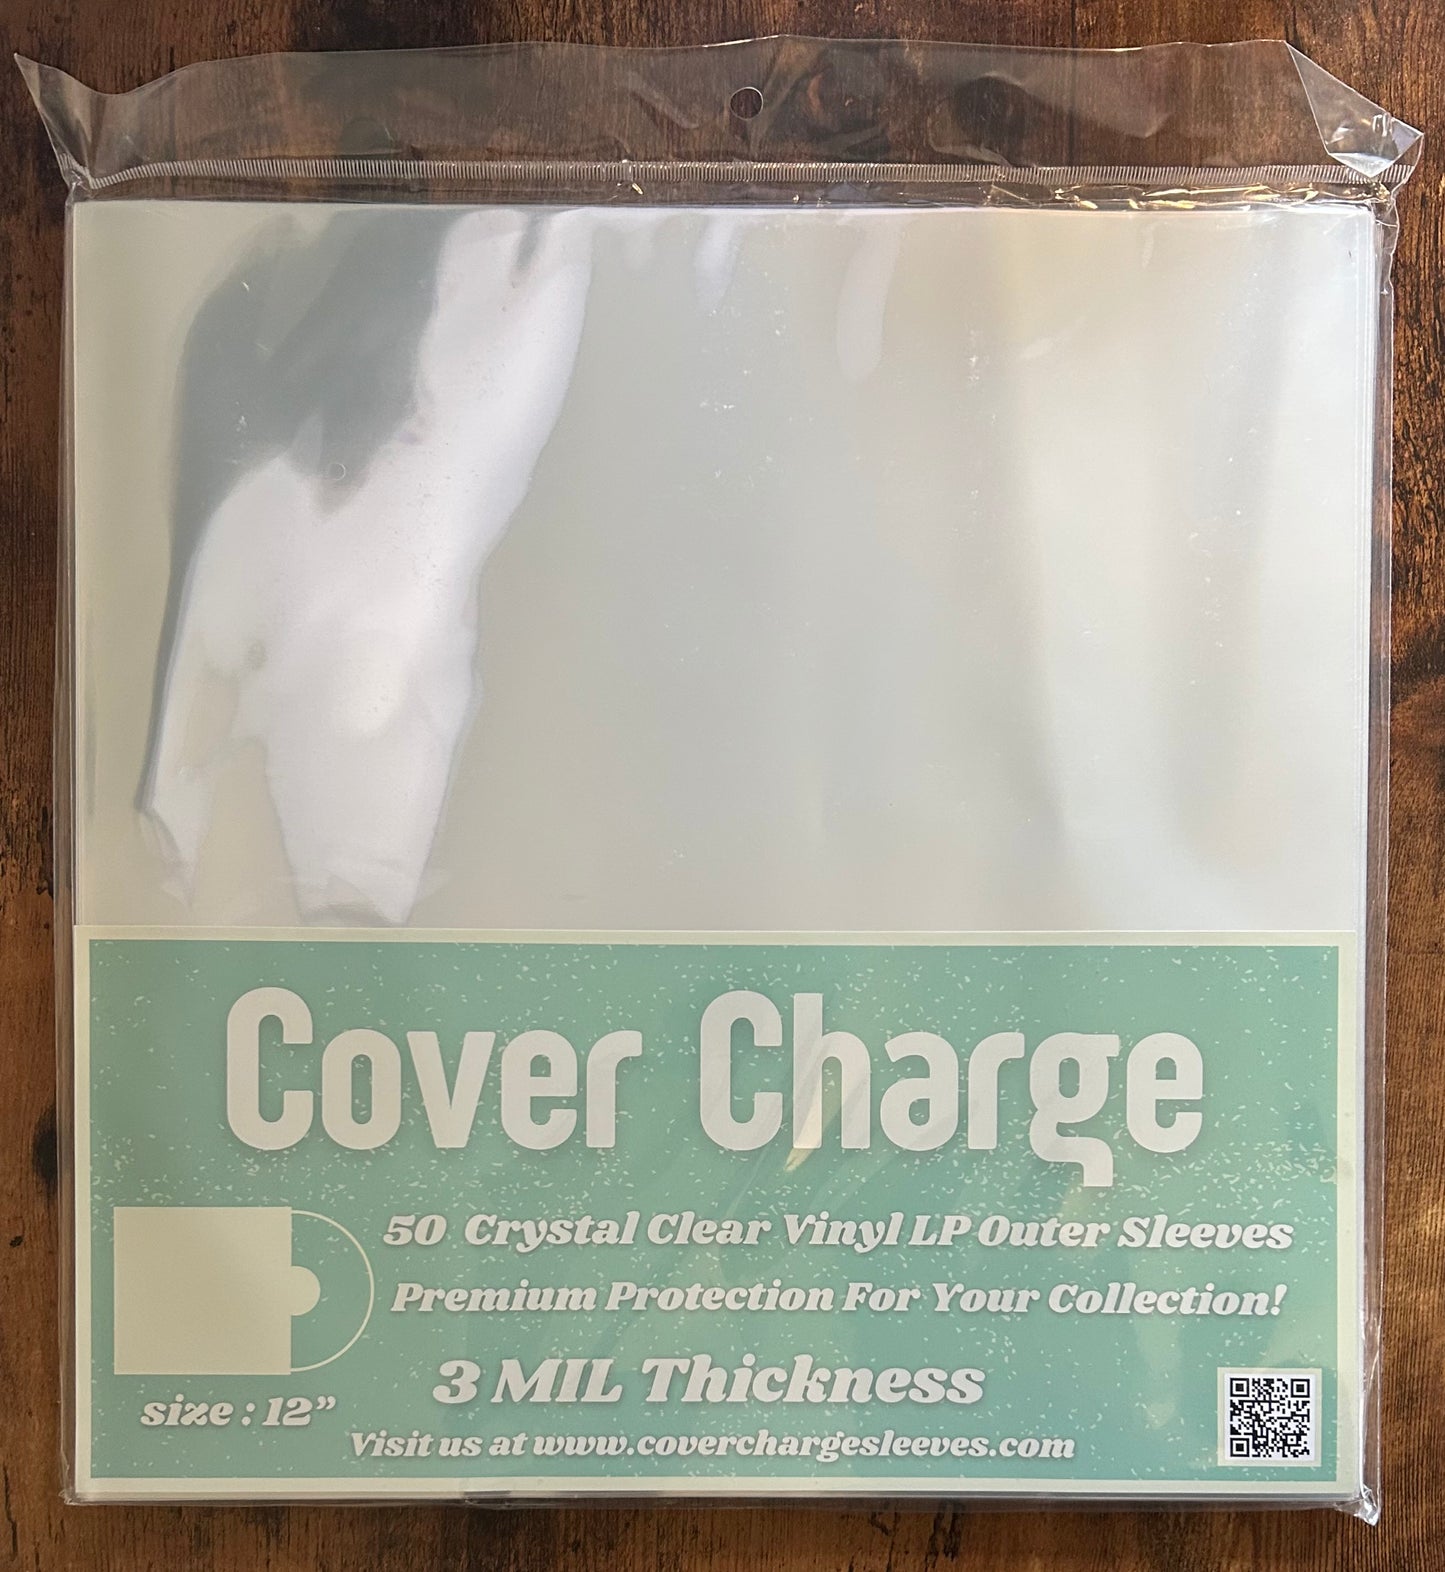 Cover Charge
50 Crystal Clear Vinyl LP Outer Sleeves
Premium Protection For Your Collection!
3 MIL Thickness
size : 12”
Visit us at www.coverchargesleeves.com